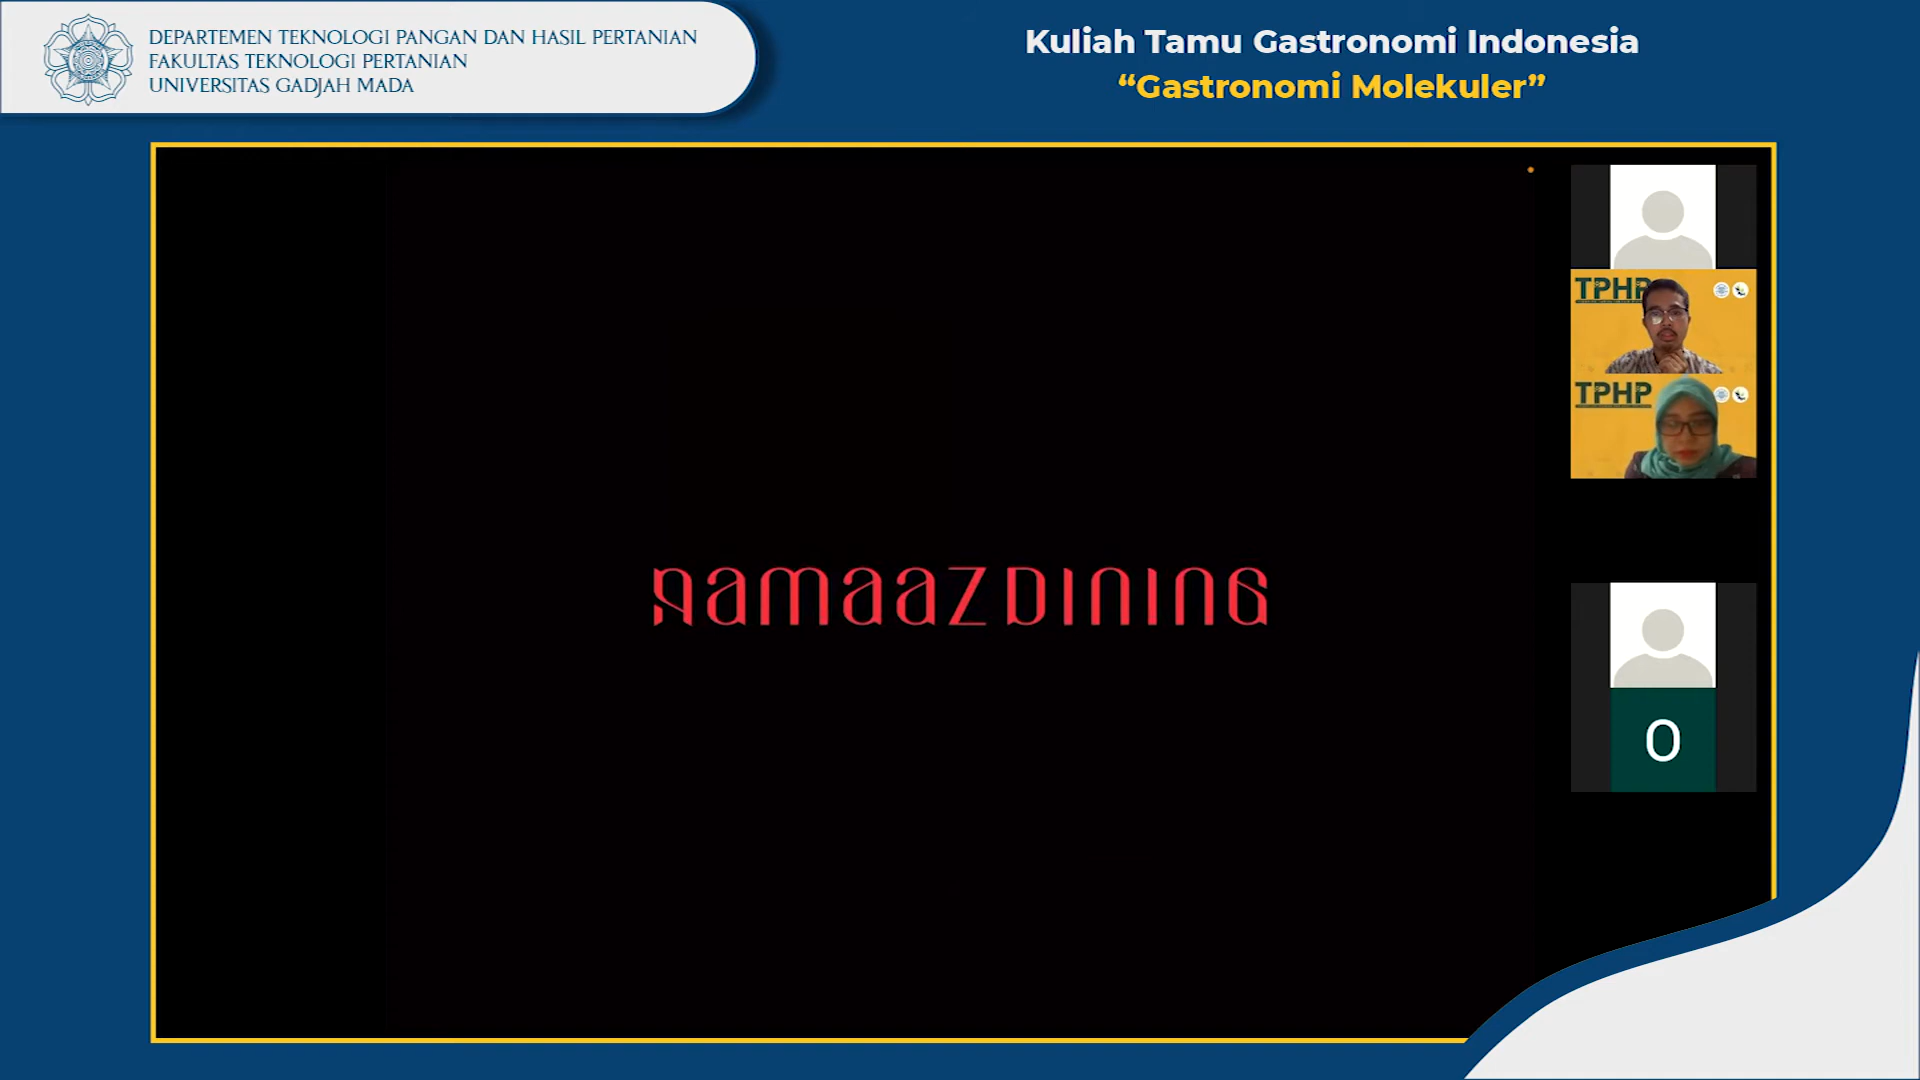 DEPARTEMEN TEKNOLOGI PANGAN DAN HASIL PERTANIAN
FAKULTAS TEKNOLOGI PERTANIAN
UNIVERSITAS GADJAH MADA
Kuliah Tamu Gastronomi Indonesia
“Gastronomi Molekuler”
NAMAAZ DINING
TPHP
TPHP
O